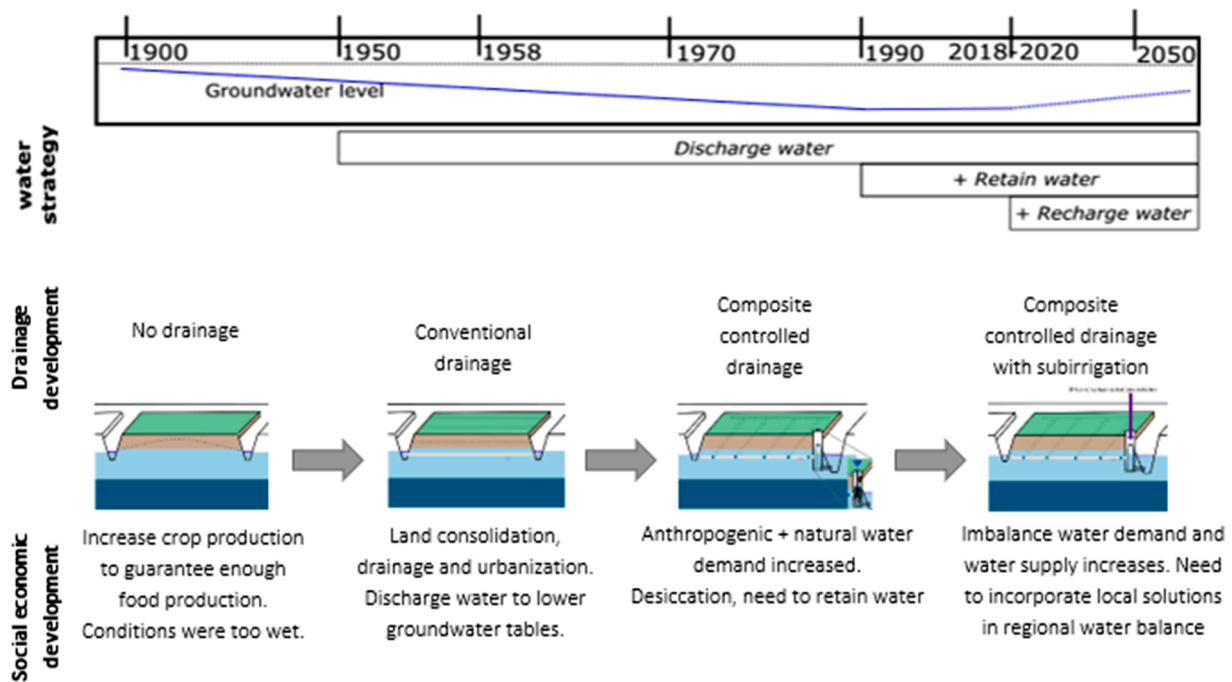 1900 1950 1958 1970 1990 2018-2020 2050
Groundwater level
water
strategy
Discharge water
+ Retain water
+ Recharge water
Drainage
development
No drainage
Conventional
drainage
Composite
controlled
drainage
Composite
controlled drainage
with subirrigation
Social economic
development
Increase crop production
to guarantee enough
food production.
Conditions were too wet.
Land consolidation,
drainage and urbanization.
Discharge water to lower
groundwater tables.
Anthropogenic + natural water
demand increased.
Desiccation, need to retain water
Imbalance water demand and
water supply increases. Need
to incorporate local solutions
in regional water balance